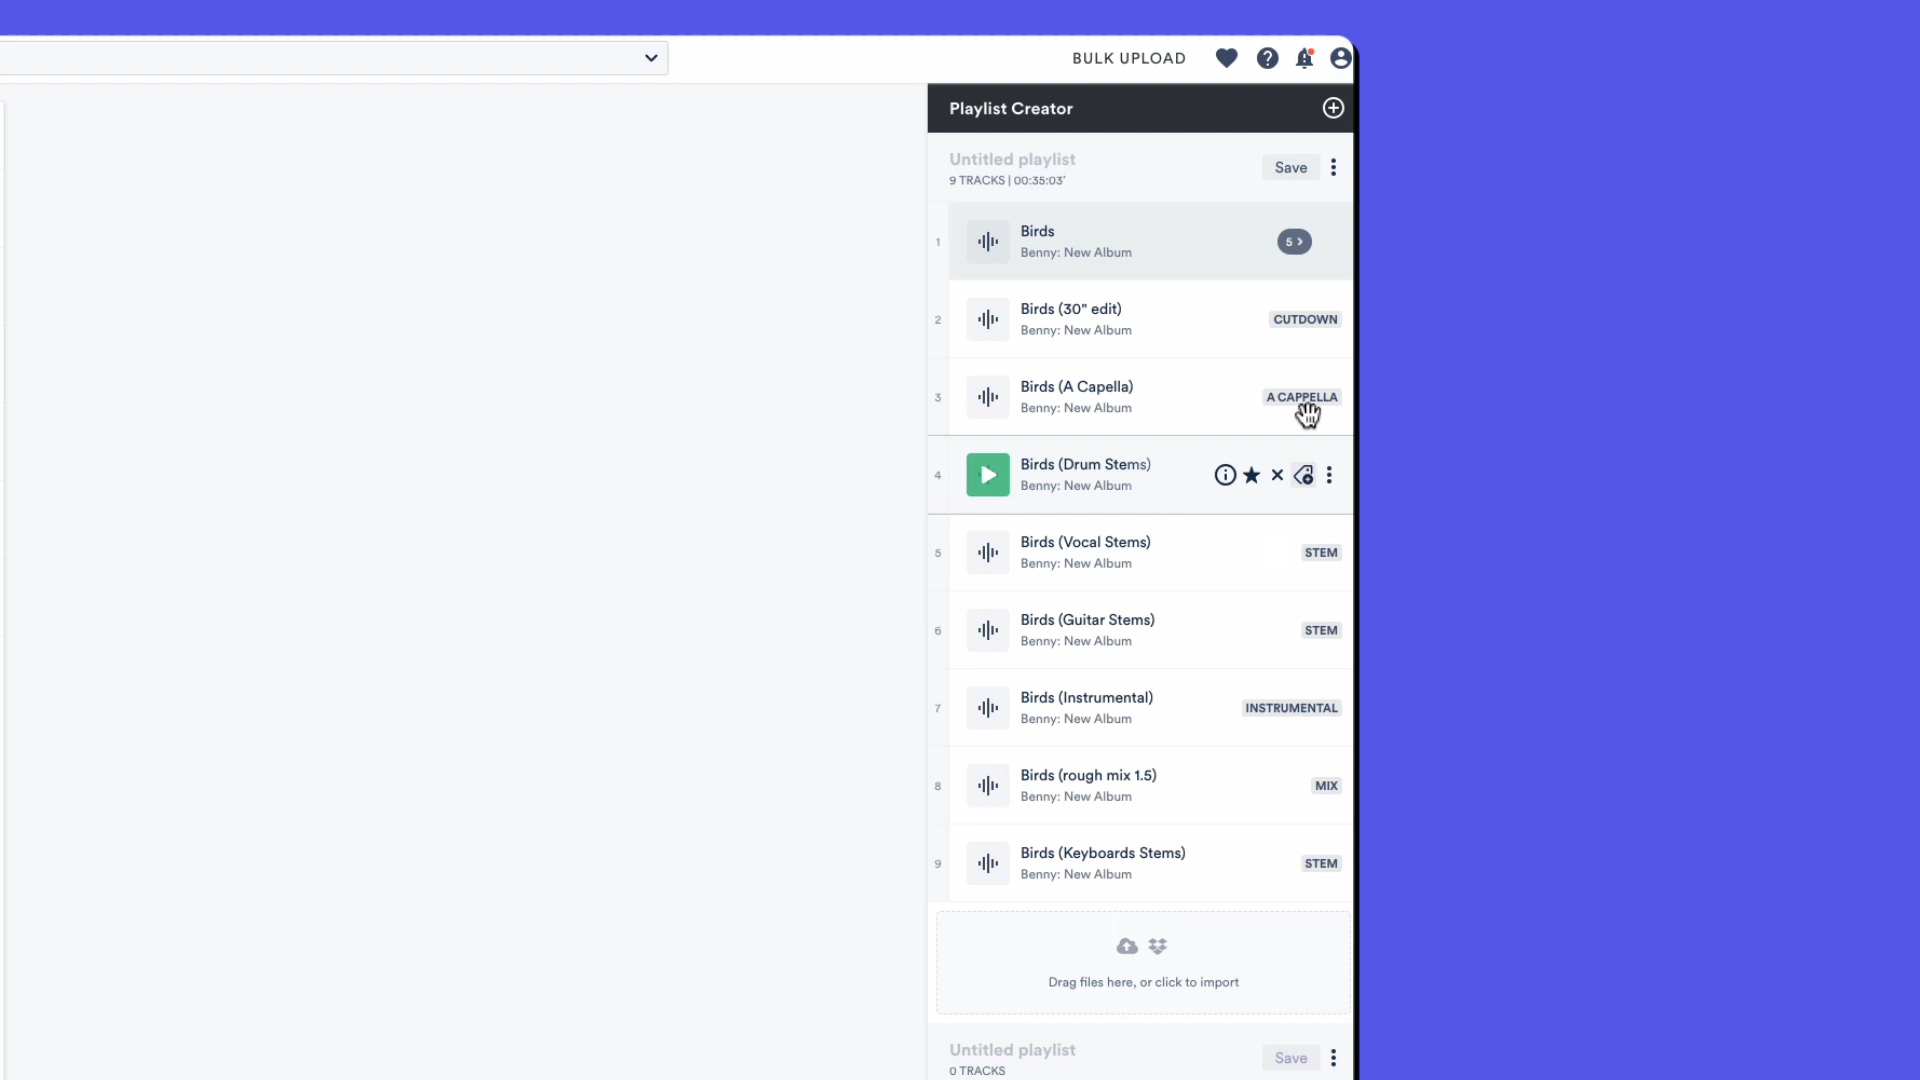 BULK UPLOAD
Playlist Creator
Untitled playlist
Save
9 TRACKS | 00:35:03'
1
Birds
Benny: New Album
5
2
Birds (30" edit)
Benny: New Album
CUTDOWN
3
Birds (A Capella)
Benny: New Album
A CAPPELLA
4
Birds (Drum Stems)
Benny: New Album
5
Birds (Vocal Stems)
Benny: New Album
STEM
6
Birds (Guitar Stems)
Benny: New Album
STEM
7
Birds (Instrumental)
Benny: New Album
INSTRUMENTAL
8
Birds (rough mix 1.5)
Benny: New Album
MIX
9
Birds (Keyboards Stems)
Benny: New Album
STEM
Drag files here, or click to import
Untitled playlist
Save
0 TRACKS